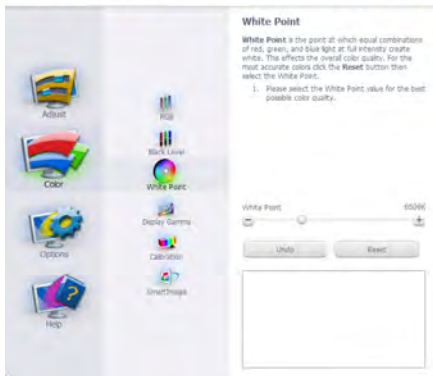 White Point
White Point is the point at which equal combinations
of red, green, and blue light at full intensity create
white. The effects the overall color quality. For the
most accurate colors click the Reset button then
select the White Point.
1. Please select the White Point value for the best
possible color quality.
Adjust
Color
Options
Help
RGB
Black Level
White Point
Display Gamma
Calibration
SmartImage
White Point 6506K
Undo Reset